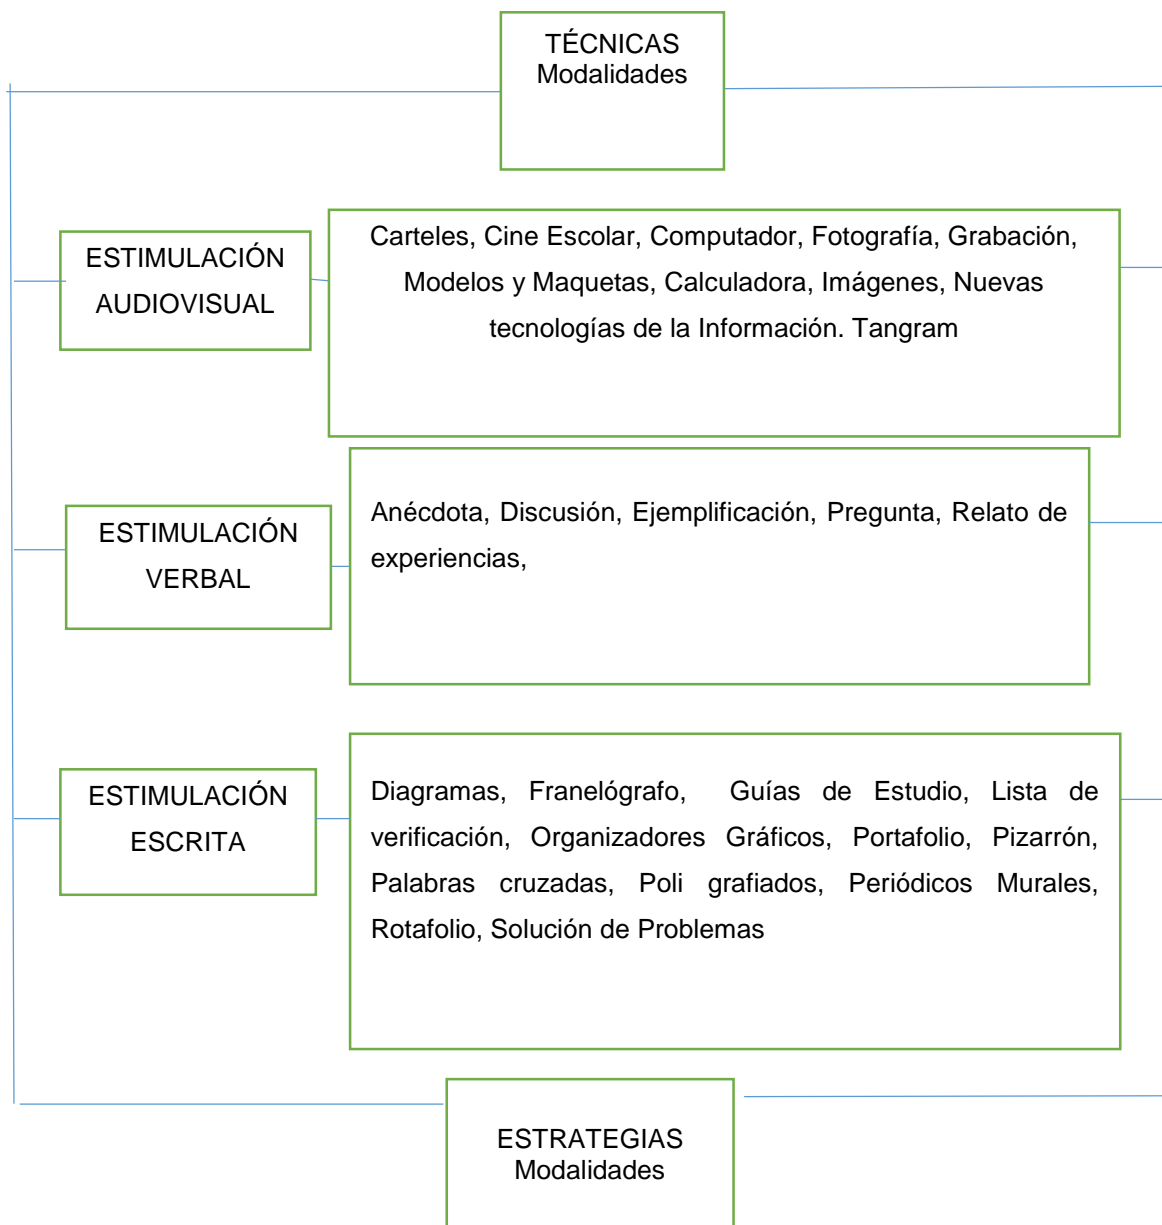 TÉCNICAS
Modalidades
ESTIMULACIÓN
AUDIOVISUAL
Carteles, Cine Escolar, Computador, Fotografía, Grabación,
Modelos y Maquetas, Calculadora, Imágenes, Nuevas
tecnologías de la Información. Tangram
ESTIMULACIÓN
VERBAL
Anécdota, Discusión, Ejemplificación, Pregunta, Relato de
experiencias,
ESTIMULACIÓN
ESCRITA
Diagramas, Franelógrafo, Guías de Estudio, Lista de
verificación, Organizadores Gráficos, Portafolio, Pizarrón,
Palabras cruzadas, Poli grafiados, Periódicos Murales,
Rotafolio, Solución de Problemas
ESTRATEGIAS
Modalidades